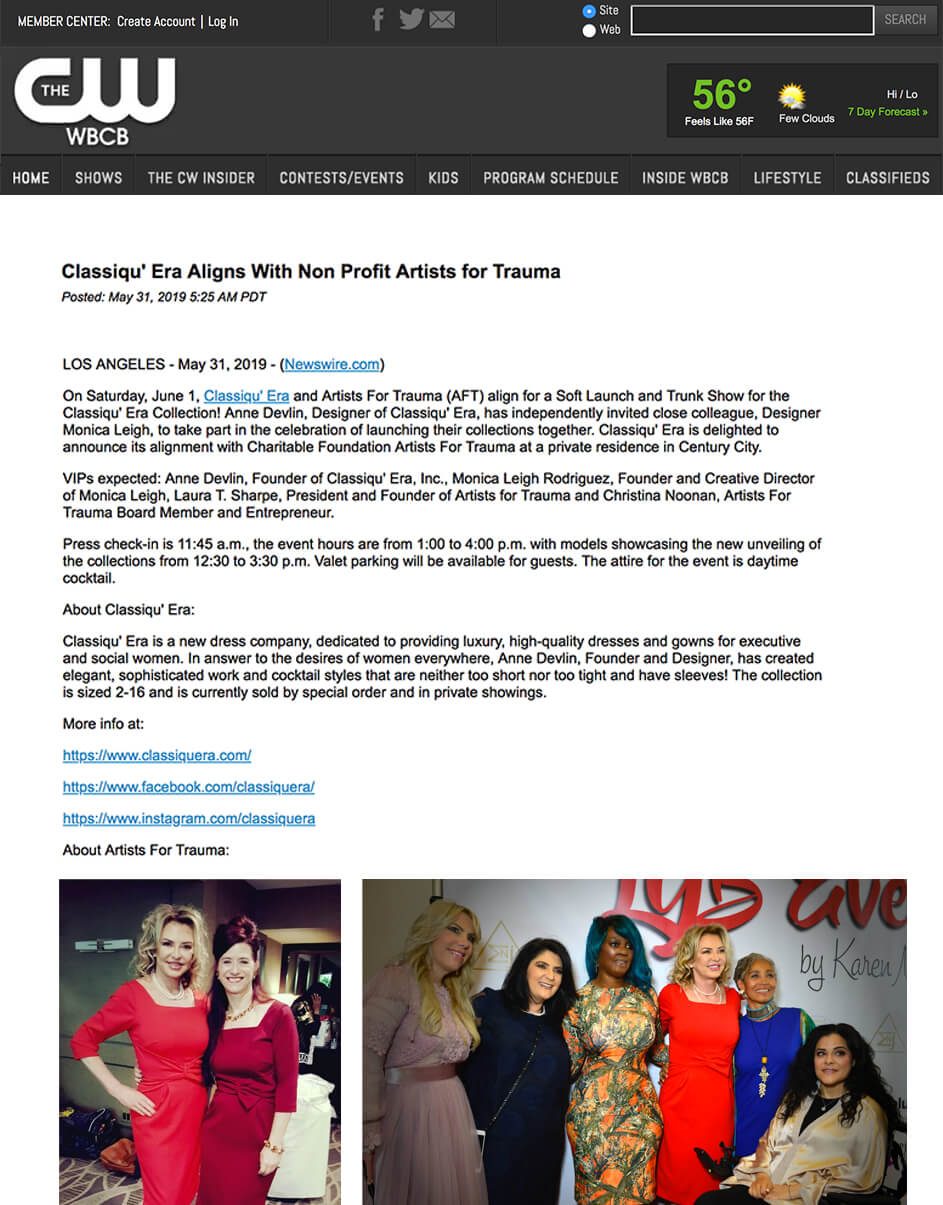 MEMBER CENTER: Create Account | Log In
Site
Web
SEARCH
THE
CW
WBCB
56°
Feels Like 56F
Few Clouds
Hi / Lo
7 Day Forecast »
HOME SHOWS THE CW INSIDER CONTESTS/EVENTS KIDS PROGRAM SCHEDULE INSIDE WBCB LIFESTYLE CLASSIFIEDS
Classiqu' Era Aligns With Non Profit Artists for Trauma
Posted: May 31, 2019 5:25 AM PDT
LOS ANGELES - May 31, 2019 - (Newswire.com)
On Saturday, June 1, Classiqu' Era and Artists For Trauma (AFT) align for a Soft Launch and Trunk Show for the
Classiqu' Era Collection! Anne Devlin, Designer of Classiqu' Era, has independently invited close colleague, Designer
Monica Leigh, to take part in the celebration of launching their collections together. Classiqu' Era is delighted to
announce its alignment with Charitable Foundation Artists For Trauma at a private residence in Century City.
VIPs expected: Anne Devlin, Founder of Classiqu' Era, Inc., Monica Leigh Rodriguez, Founder and Creative Director
of Monica Leigh, Laura T. Sharpe, President and Founder of Artists for Trauma and Christina Noonan, Artists For
Trauma Board Member and Entrepreneur.
Press check-in is 11:45 a.m., the event hours are from 1:00 to 4:00 p.m. with models showcasing the new unveiling of
the collections from 12:30 to 3:30 p.m. Valet parking will be available for guests. The attire for the event is daytime
cocktail.
About Classiqu' Era:
Classiqu' Era is a new dress company, dedicated to providing luxury, high-quality dresses and gowns for executive
and social women. In answer to the desires of women everywhere, Anne Devlin, Founder and Designer, has created
elegant, sophisticated work and cocktail styles that are neither too short nor too tight and have sleeves! The collection
is sized 2-16 and is currently sold by special order and in private showings.
More info at:
https://www.classiquera.com/
https://www.facebook.com/classiquera/
https://www.instagram.com/classiquera
About Artists For Trauma:
by Karen